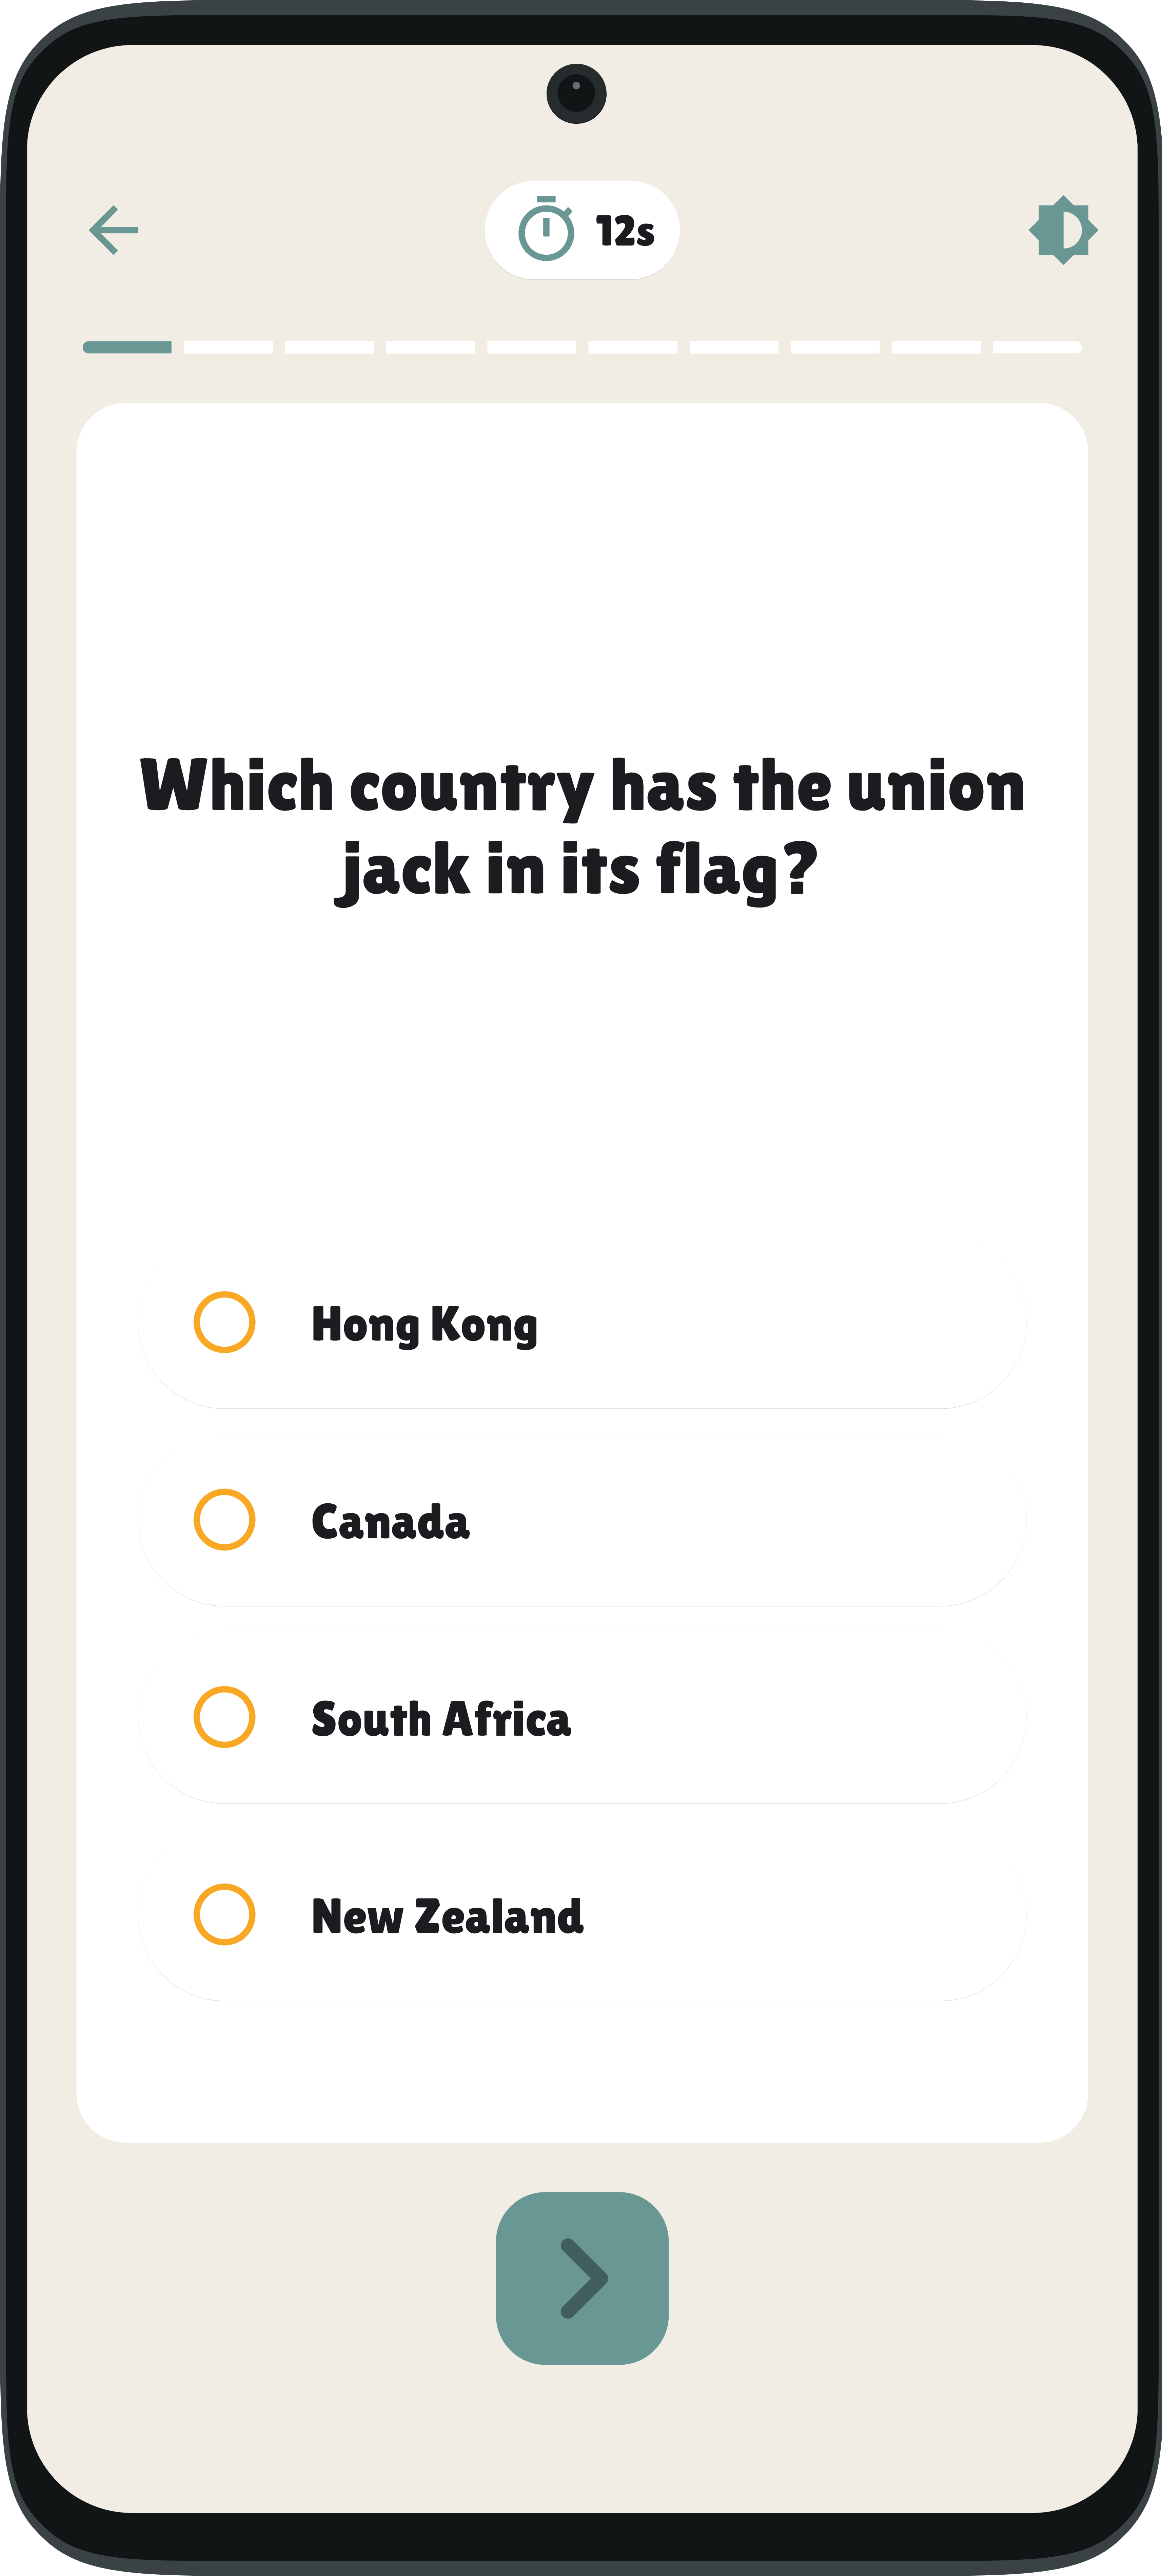 12s
Which country has the union
jack in its flag?
Hong Kong
Canada
South Africa
New Zealand